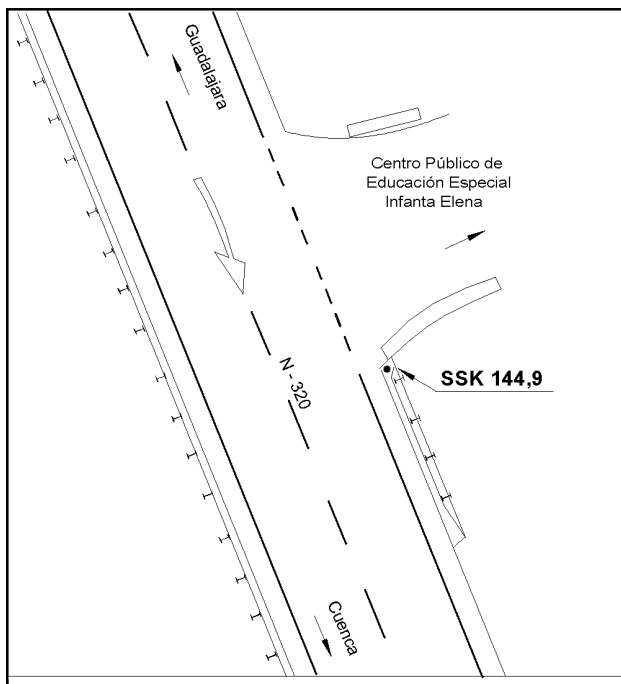 Guadalajara
Centro Público de
Educación Especial
Infanta Elena
SSK 144,9
N - 320
Cuenca